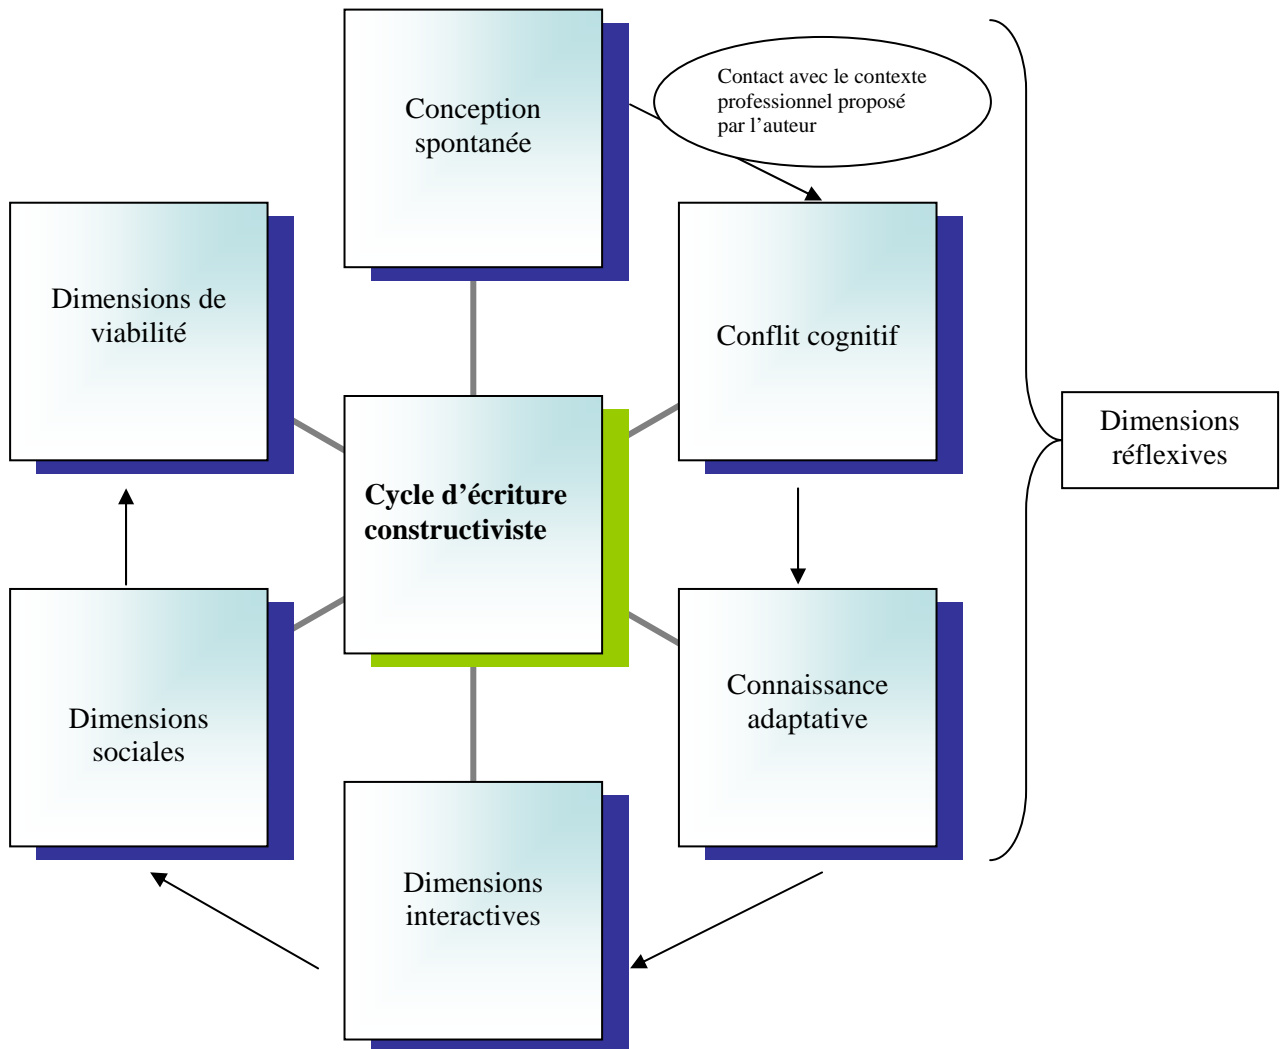 Conception
spontanée
Contact avec le contexte
professionnel proposé
par l’auteur
Dimensions de
viabilité
Conflit cognitif
Dimensions
réflexives
Cycle d’écriture
constructiviste
Dimensions
sociales
Connaissance
adaptative
Dimensions
interactives